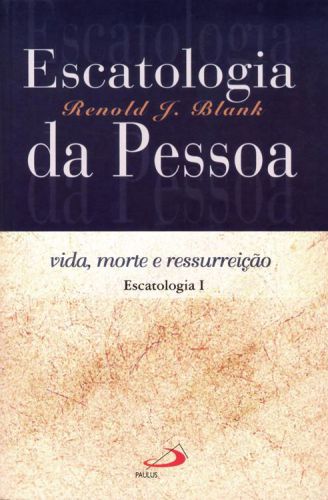 Escatologia
Renold J. Blank
da Pessoa
vida, morte e ressurreição
Escatologia I
PAULUS